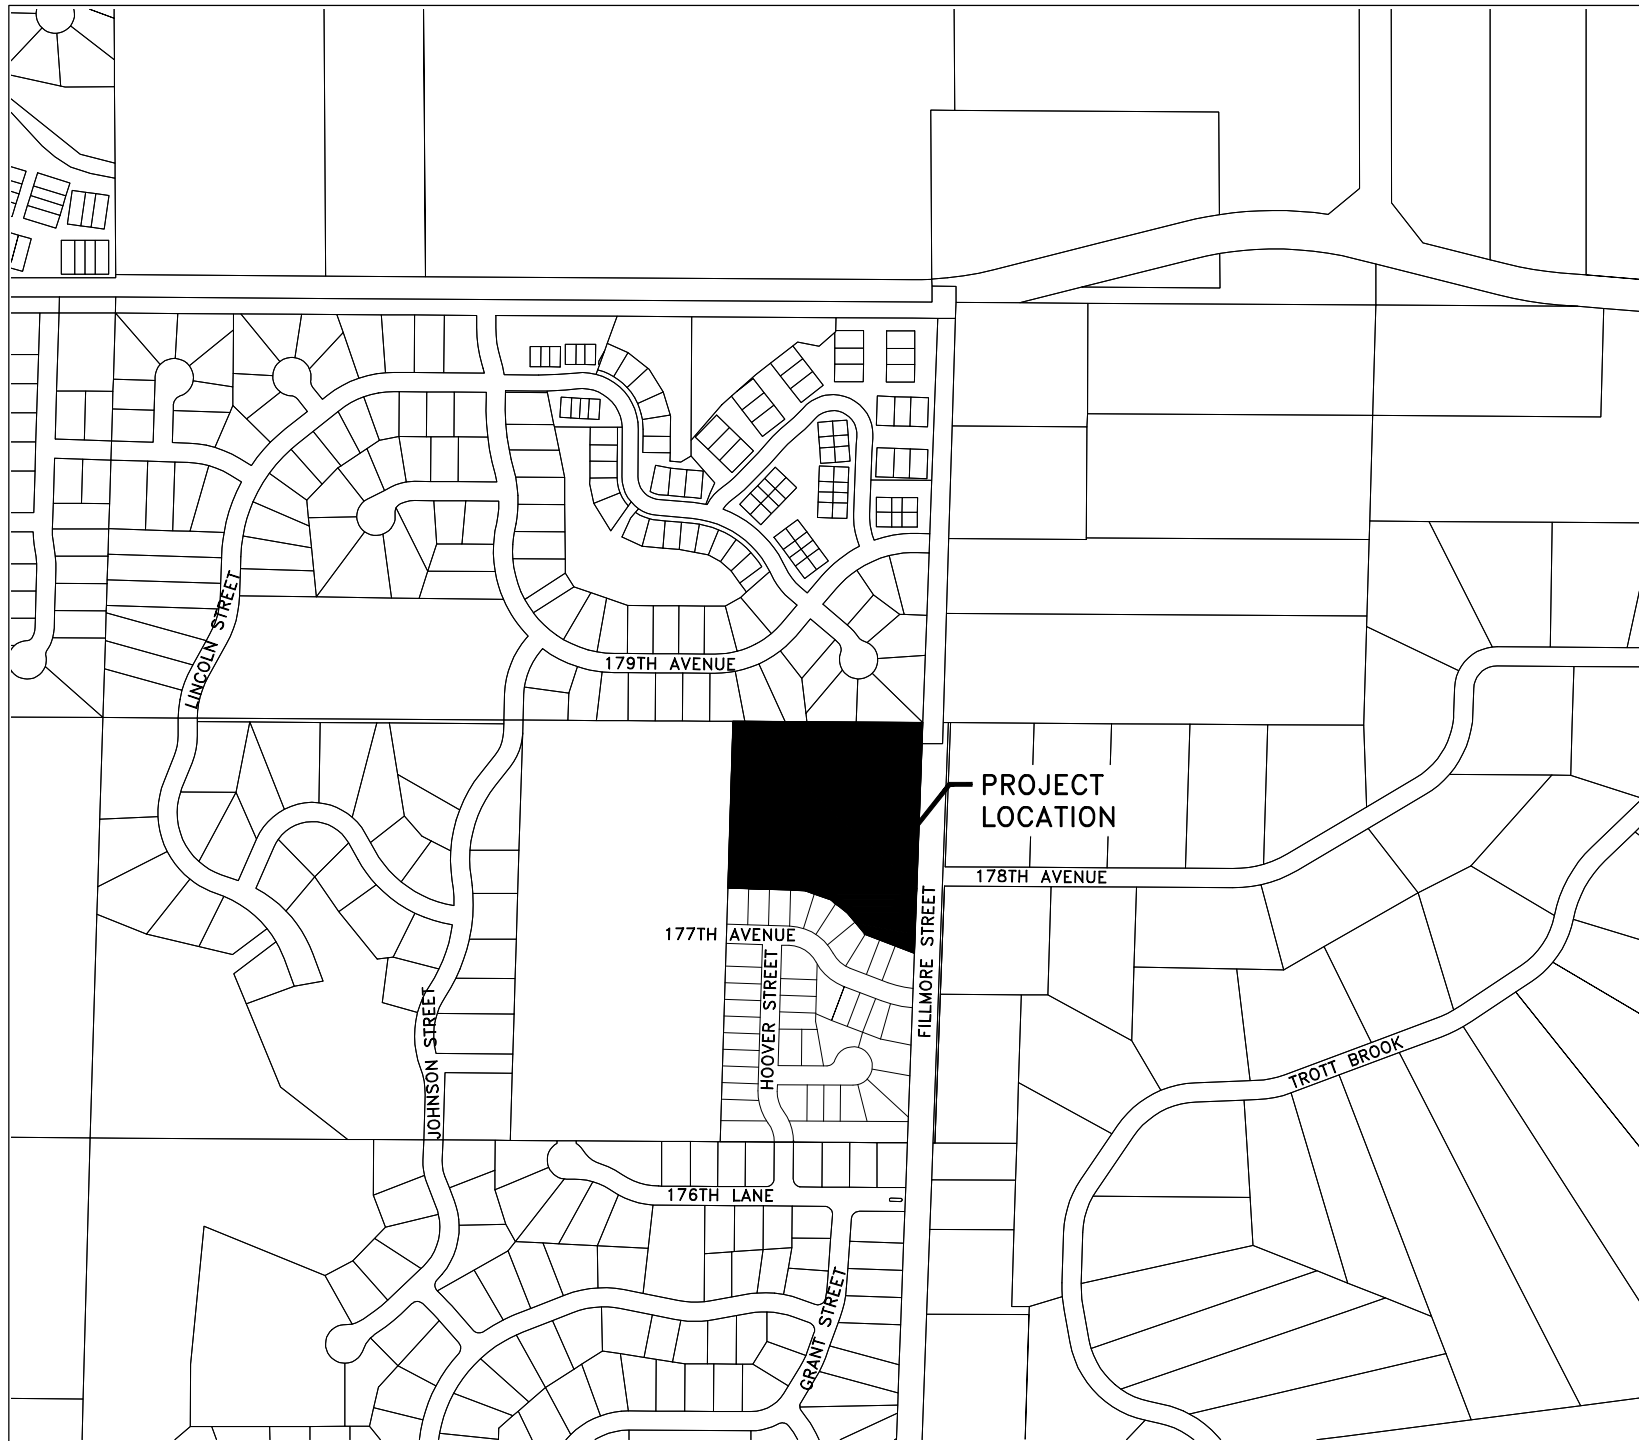 LINCOLN STREET
179TH AVENUE
PROJECT
LOCATION
178TH AVENUE
177TH AVENUE
FILLMORE STREET
HOOVER STREET
JOHNSON STREET
TROTT BROOK
176TH LANE
GRANT STREET